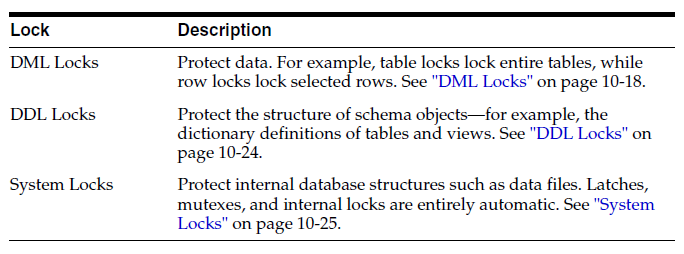 Lock Description
DML Locks Protect data. For example, table locks lock entire tables, while
row locks lock selected rows. See "DML Locks" on page 10-18.
DDL Locks Protect the structure of schema objects—for example, the
dictionary definitions of tables and views. See "DDL Locks" on
page 10-24.
System Locks Protect internal database structures such as data files. Latches,
mutexes, and internal locks are entirely automatic. See "System
Locks" on page 10-25.